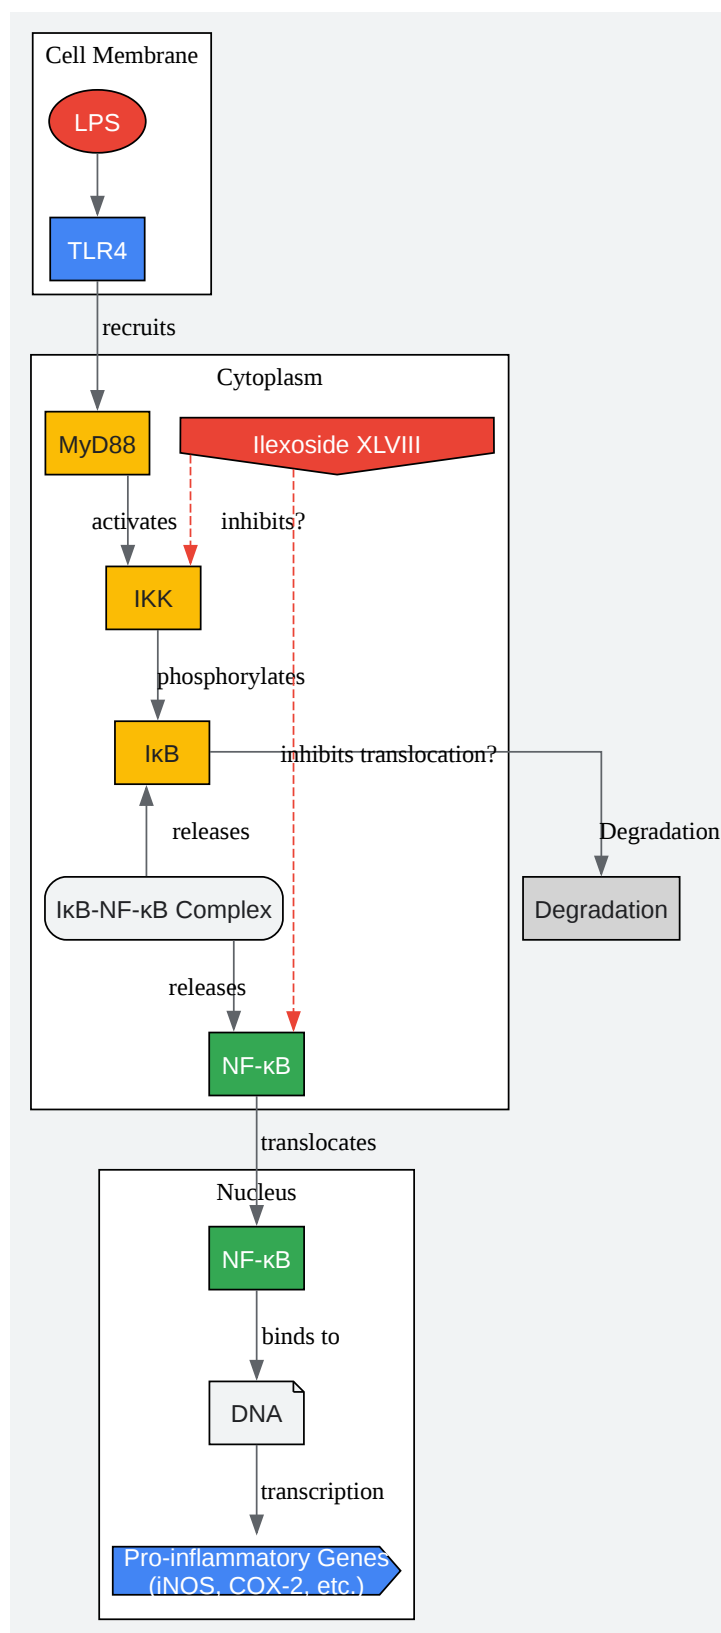 Cell Membrane
LPS
TLR4
recruits
Cytoplasm
MyD88
Ilexoside XLVIII
activates
inhibits?
IKK
phosphorylates
IκB
inhibits translocation?
releases
Degradation
IκB-NF-κB Complex
Degradation
releases
NF-κB
translocates
Nucleus
NF-κB
binds to
DNA
transcription
Pro-inflammatory Genes
(iNOS, COX-2, etc.)